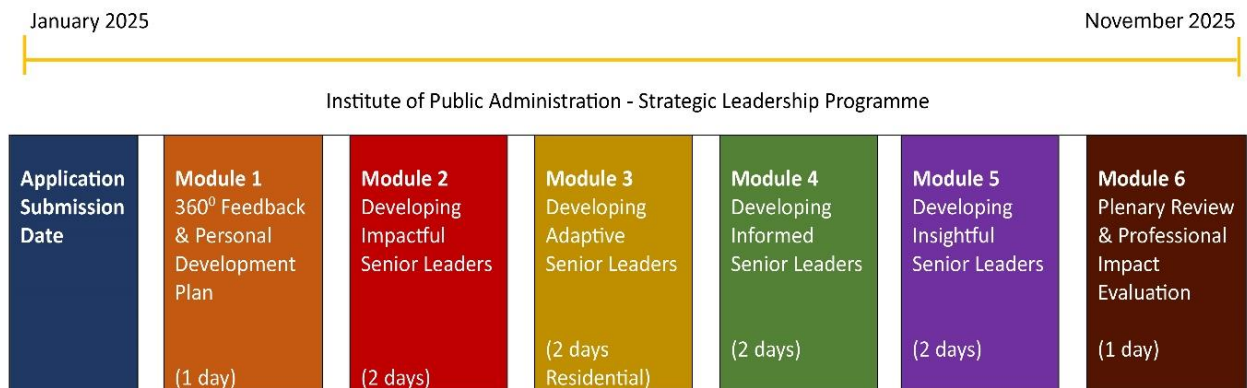 January 2025
November 2025
Institute of Public Administration - Strategic Leadership Programme
Application
Submission
Date
Module 1
360⁰ Feedback
& Personal
Development
Plan
(1 day)
Module 2
Developing
Impactful
Senior Leaders
(2 days)
Module 3
Developing
Adaptive
Senior Leaders
(2 days
Residential)
Module 4
Developing
Informed
Senior Leaders
(2 days)
Module 5
Developing
Insightful
Senior Leaders
(2 days)
Module 6
Plenary Review
& Professional
Impact
Evaluation
(1 day)